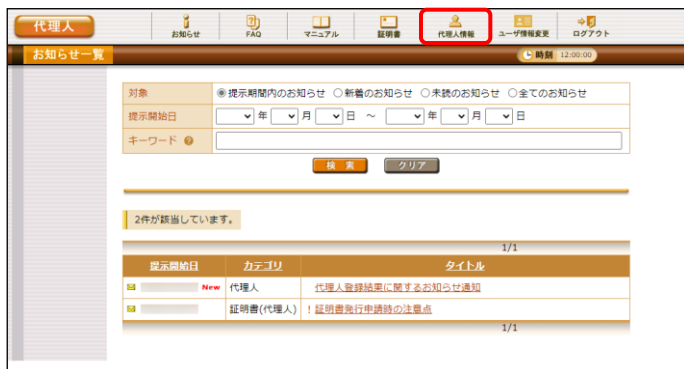 代理人
お知らせ FAQ マニュアル 証明書 代理人情報 ユーザ情報変更 ログアウト
お知らせ一覧 時刻 12:00:00
対象 提示期間内のお知らせ 新着のお知らせ 未読のお知らせ 全てのお知らせ
提示開始日 年 月 日 ～ 年 月 日
キーワード ?
検索 クリア
2件が該当しています。
1/1
提示開始日 カテゴリ タイトル
New 代理人 代理人登録結果に関するお知らせ通知
証明書(代理人) ! 証明書発行申請時の注意点
1/1